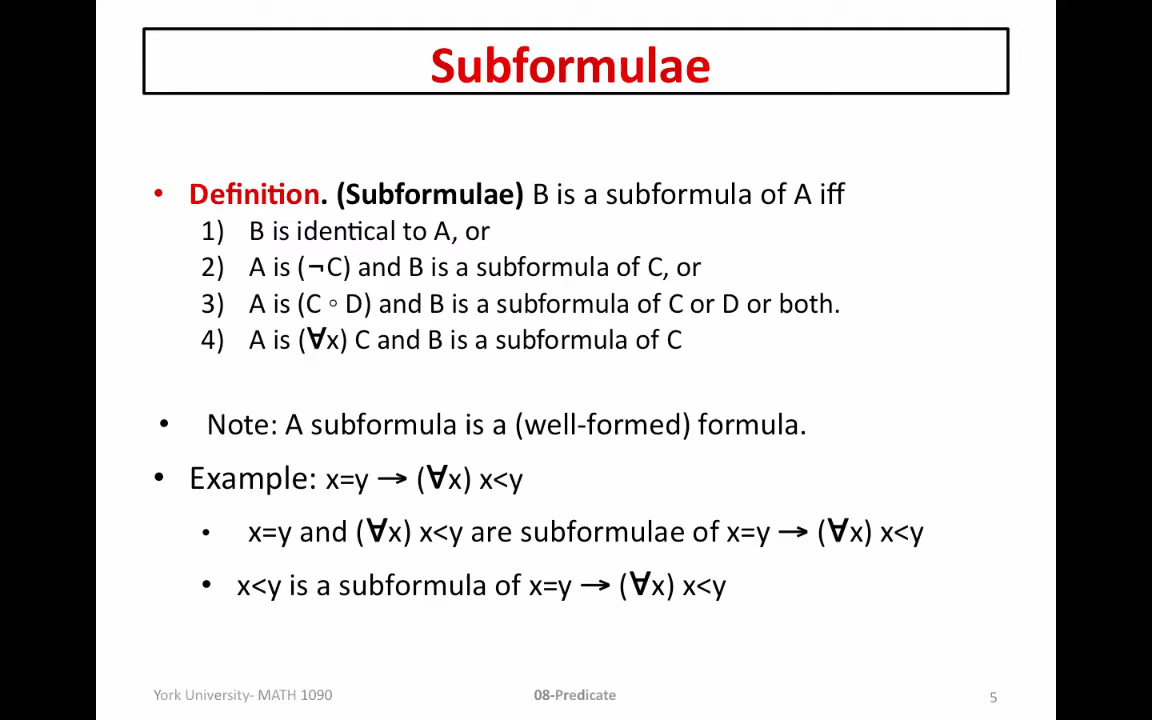 Subformulae
• Definition. (Subformulae) B is a subformula of A iff
1) B is identical to A, or
2) A is (¬C) and B is a subformula of C, or
3) A is (C ◦ D) and B is a subformula of C or D or both.
4) A is (∀x) C and B is a subformula of C
• Note: A subformula is a (well-formed) formula.
• Example: x=y → (∀x) x<y
• x=y and (∀x) x<y are subformulae of x=y → (∀x) x<y
• x<y is a subformula of x=y → (∀x) x<y
York University- MATH 1090 08-Predicate 5